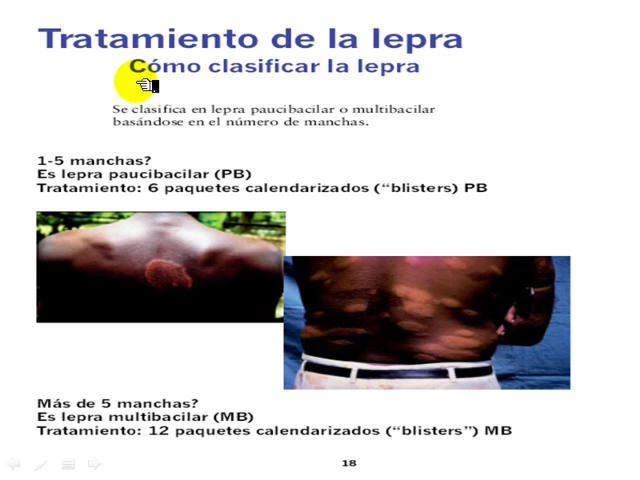 Tratamiento de la lepra
Cómo clasificar la lepra
Se clasifica en lepra paucibacilar o multibacilar
basándose en el número de manchas.
1-5 manchas?
Es lepra paucibacilar (PB)
Tratamiento: 6 paquetes calendarizados (“blisters) PB
Más de 5 manchas?
Es lepra multibacilar (MB)
Tratamiento: 12 paquetes calendarizados (“blisters”) MB
18